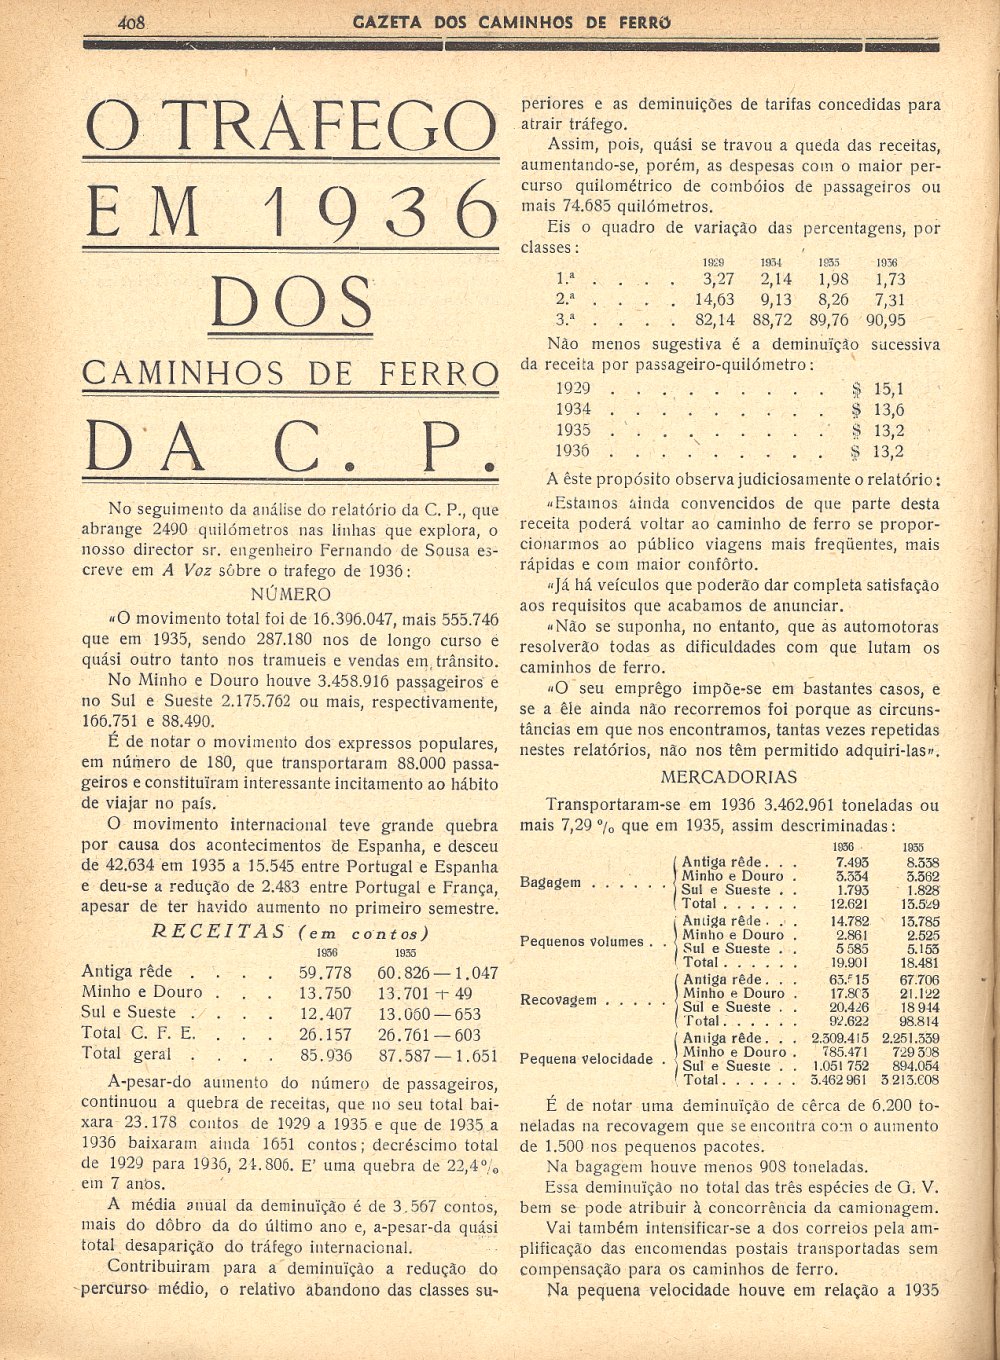 408
GAZETA DOS CAMINHOS DE FERRO
O TRÁFEGO
EM 1936
DOS
CAMINHOS DE FERRO
DA C. P.
No seguimento da análise do relatório da C. P., que
abrange 2490 quilómetros nas linhas que explora, o
nosso director sr. engenheiro Fernando de Sousa es-
creve em A Voz sôbre o trafego de 1936:
NÚMERO
«O movimento total foi de 16.396.047, mais 555.746
que em 1935, sendo 287.180 nos de longo curso e
quási outro tanto nos tramueis e vendas em trânsito.
No Minho e Douro houve 3.458.916 passageiros e
no Sul e Sueste 2.175.762 ou mais, respectivamente,
166.751 e 88.490.
É de notar o movimento dos expressos populares,
em número de 180, que transportaram 88.000 passa-
geiros e constituïram interessante incitamento ao hábito
de viajar no país.
O movimento internacional teve grande quebra
por causa dos acontecimentos de Espanha, e desceu
de 42.634 em 1935 a 15.545 entre Portugal e Espanha
e deu-se a redução de 2.483 entre Portugal e França,
apesar de ter havido aumento no primeiro semestre.
RECEITAS (em contos)
1936 1935
Antiga rêde . . . . 59.778 60.826 — 1.047
Minho e Douro . . . 13.750 13.701 + 49
Sul e Sueste . . . . 12.407 13.060 — 653
Total C. F. E. . . . 26.157 26.761 — 603
Total geral . . . . 85.936 87.587 — 1.651
A-pesar-do aumento do número de passageiros,
continuou a quebra de receitas, que no seu total bai-
xara 23.178 contos de 1929 a 1935 e que de 1935 a
1936 baixaram ainda 1651 contos; decréscimo total
de 1929 para 1936, 24.806. E' uma quebra de 22,4%
em 7 anos.
A média anual da deminuïção é de 3.567 contos,
mais do dôbro da do último ano e, a-pesar-da quási
total desaparição do tráfego internacional.
Contribuiram para a deminuïção a redução do
percurso médio, o relativo abandono das classes su-
periores e as deminuïções de tarifas concedidas para
atrair tráfego.
Assim, pois, quási se travou a queda das receitas,
aumentando-se, porém, as despesas com o maior per-
curso quilométrico de combóios de passageiros ou
mais 74.685 quilómetros.
Eis o quadro de variação das percentagens, por
classes:
1929 1934 1935 1936
1.ª . . . . 3,27 2,14 1,98 1,73
2.ª . . . . 14,63 9,13 8,26 7,31
3.ª . . . . 82,14 88,72 89,76 90,95
Não menos sugestiva é a deminuïção sucessiva
da receita por passageiro-quilómetro:
1929 . . . . . . . . . $ 15,1
1934 . . . . . . . . . $ 13,6
1935 . . . . . . . . . $ 13,2
1936 . . . . . . . . . $ 13,2
A êste propósito observa judiciosamente o relatório:
«Estamos ainda convencidos de que parte desta
receita poderá voltar ao caminho de ferro se propor-
cionarmos ao público viagens mais freqüentes, mais
rápidas e com maior confôrto.
«Já há veículos que poderão dar completa satisfação
aos requisitos que acabamos de anunciar.
«Não se suponha, no entanto, que as automotoras
resolverão todas as dificuldades com que lutam os
caminhos de ferro.
«O seu emprêgo impõe-se em bastantes casos, e
se a êle ainda não recorremos foi porque as circuns-
tâncias em que nos encontramos, tantas vezes repetidas
nestes relatórios, não nos têm permitido adquiri-las».
MERCADORIAS
Transportaram-se em 1936 3.462.961 toneladas ou
mais 7,29 % que em 1935, assim descriminadas:
1936 1935
Antiga rêde . . . 7.493 8.338
Minho e Douro . 3.334 3.362
Bagagem . . . . . .
Sul e Sueste . . 1.793 1.828
Total . . . . . . 12.621 13.529
Antiga rêde . . . 14.782 13.785
Minho e Douro . 2.861 2.525
Pequenos volumes . .
Sul e Sueste . . 5 585 5.153
Total . . . . . . 19.901 18.481
Antiga rêde . . . 67.706
Minho e Douro . 21.122
Recovagem . . . . .
Sul e Sueste . . 20.426 18 944
Total . . . . . . 92.622 98.814
Antiga rêde . . . 2.309.415 2.251.339
Minho e Douro . 785.471 729 308
Pequena velocidade .
Sul e Sueste . . 1.051 752 894.054
Total . . . . . . 3.462 961 3 213.608
É de notar uma deminuïção de cêrca de 6.200 to-
neladas na recovagem que se encontra com o aumento
de 1.500 nos pequenos pacotes.
Na bagagem houve menos 908 toneladas.
Essa deminuïção no total das três espécies de G. V.
bem se pode atribuir à concorrência da camionagem.
Vai também intensificar-se a dos correios pela am-
plificação das encomendas postais transportadas sem
compensação para os caminhos de ferro.
Na pequena velocidade houve em relação a 1935